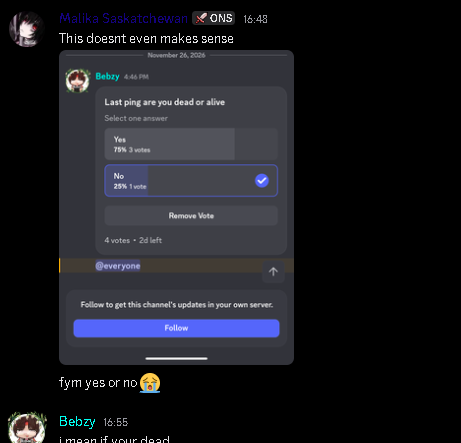 Malika Saskatchewan ONS 16:48
This doesnt even makes sense
November 26, 2026
Bebzy 4:46 PM
Last ping are you dead or alive
Select one answer
Yes
75% 3 votes
No
25% 1 vote
Remove Vote
4 votes • 2d left
@everyone
Follow to get this channel's updates in your own server.
Follow
fym yes or no😭
Bebzy 16:55
i mean if your dead